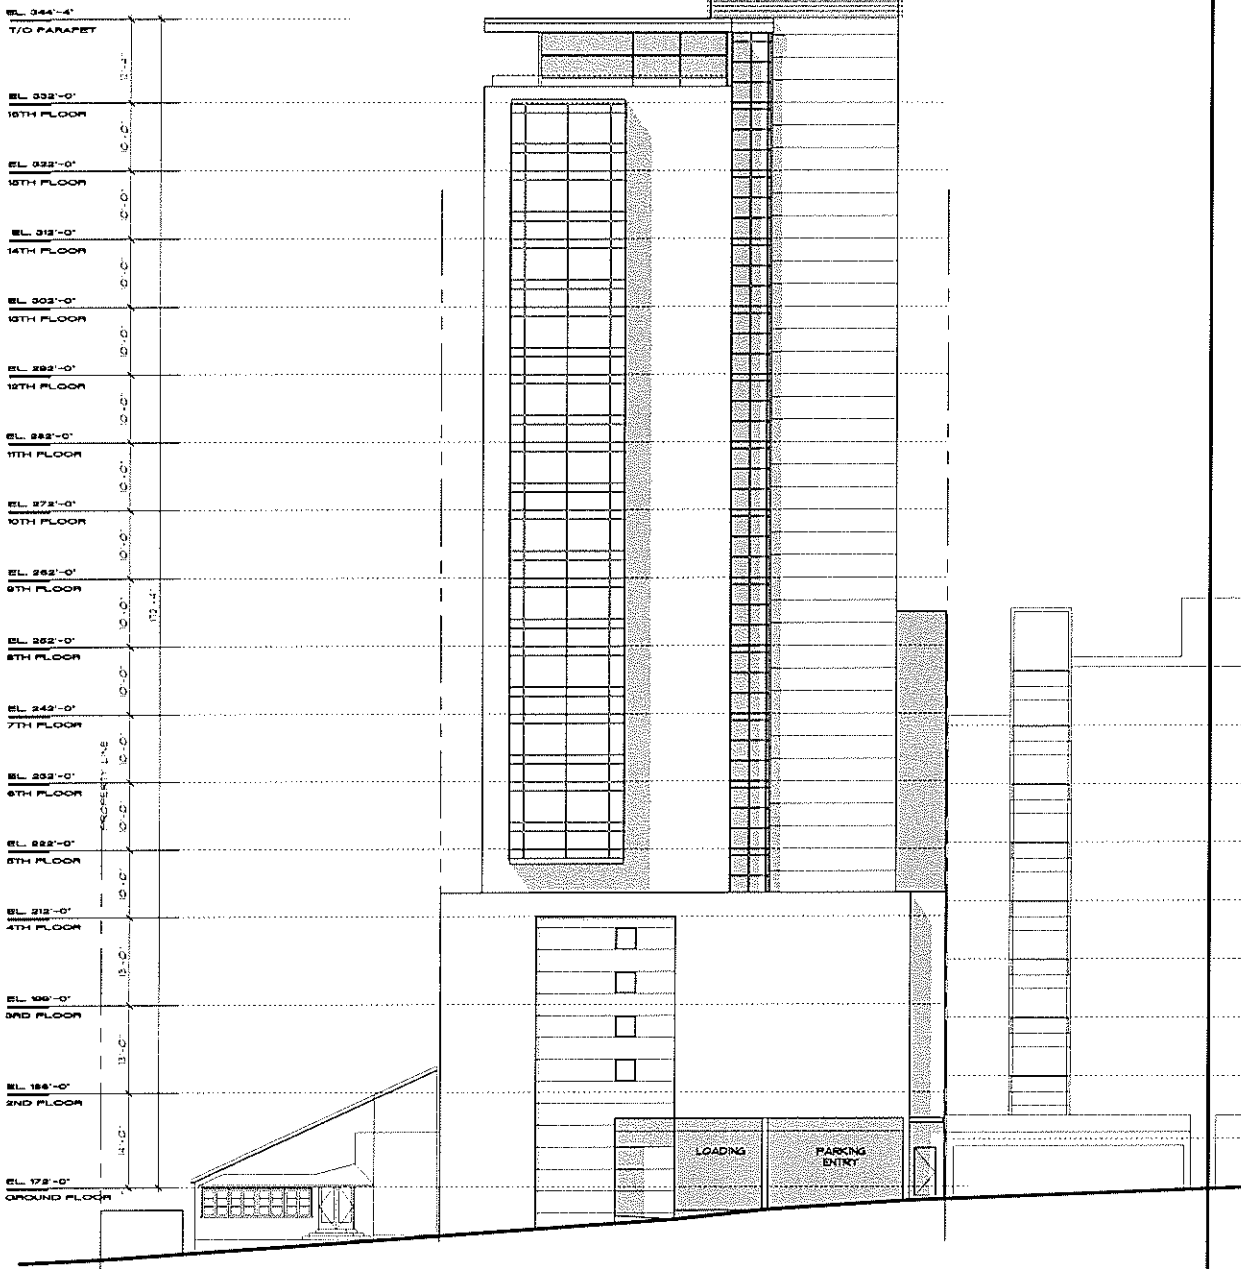 EL. 344'-4"
T/O PARAPET
12'-4"
EL. 332'-0"
16TH FLOOR
10'-0"
EL. 322'-0"
15TH FLOOR
10'-0"
EL. 312'-0"
14TH FLOOR
10'-0"
EL. 302'-0"
13TH FLOOR
10'-0"
EL. 292'-0"
12TH FLOOR
10'-0"
EL. 282'-0"
11TH FLOOR
10'-0"
EL. 272'-0"
10TH FLOOR
10'-0"
EL. 262'-0"
9TH FLOOR
10'-0"
172'-4"
EL. 252'-0"
8TH FLOOR
10'-0"
EL. 242'-0"
7TH FLOOR
10'-0"
PROPERTY LINE
EL. 232'-0"
6TH FLOOR
10'-0"
EL. 222'-0"
5TH FLOOR
10'-0"
EL. 212'-0"
4TH FLOOR
13'-0"
EL. 199'-0"
3RD FLOOR
13'-0"
EL. 186'-0"
2ND FLOOR
14'-0"
LOADING
PARKING
ENTRY
EL. 172'-0"
GROUND FLOOR